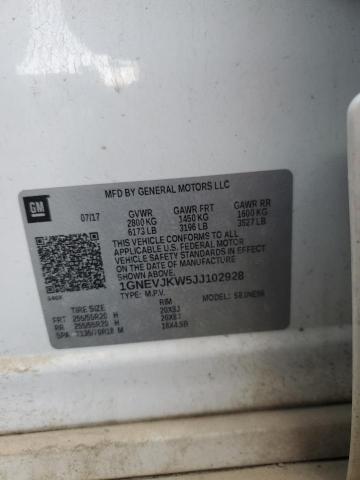 MFD BY GENERAL MOTORS LLC
GM
07/17 GVWR GAWR FRT GAWR RR
2800 KG 1450 KG 1600 KG
6173 LB 3196 LB 3527 LB
THIS VEHICLE CONFORMS TO ALL
APPLICABLE U.S. FEDERAL MOTOR
VEHICLE SAFETY STANDARDS IN
EFFECT ON THE DATE OF
MANUFACTURE SHOWN ABOVE.
1GNEVJKW5JJ102928
TYPE: M.P.V. MODEL:
TIRE SIZE RIM
FRT 255/55R20 H 20X8J
RR 255/55R20 H 20X8J
SPA T135/70R18 M 18X4.5B